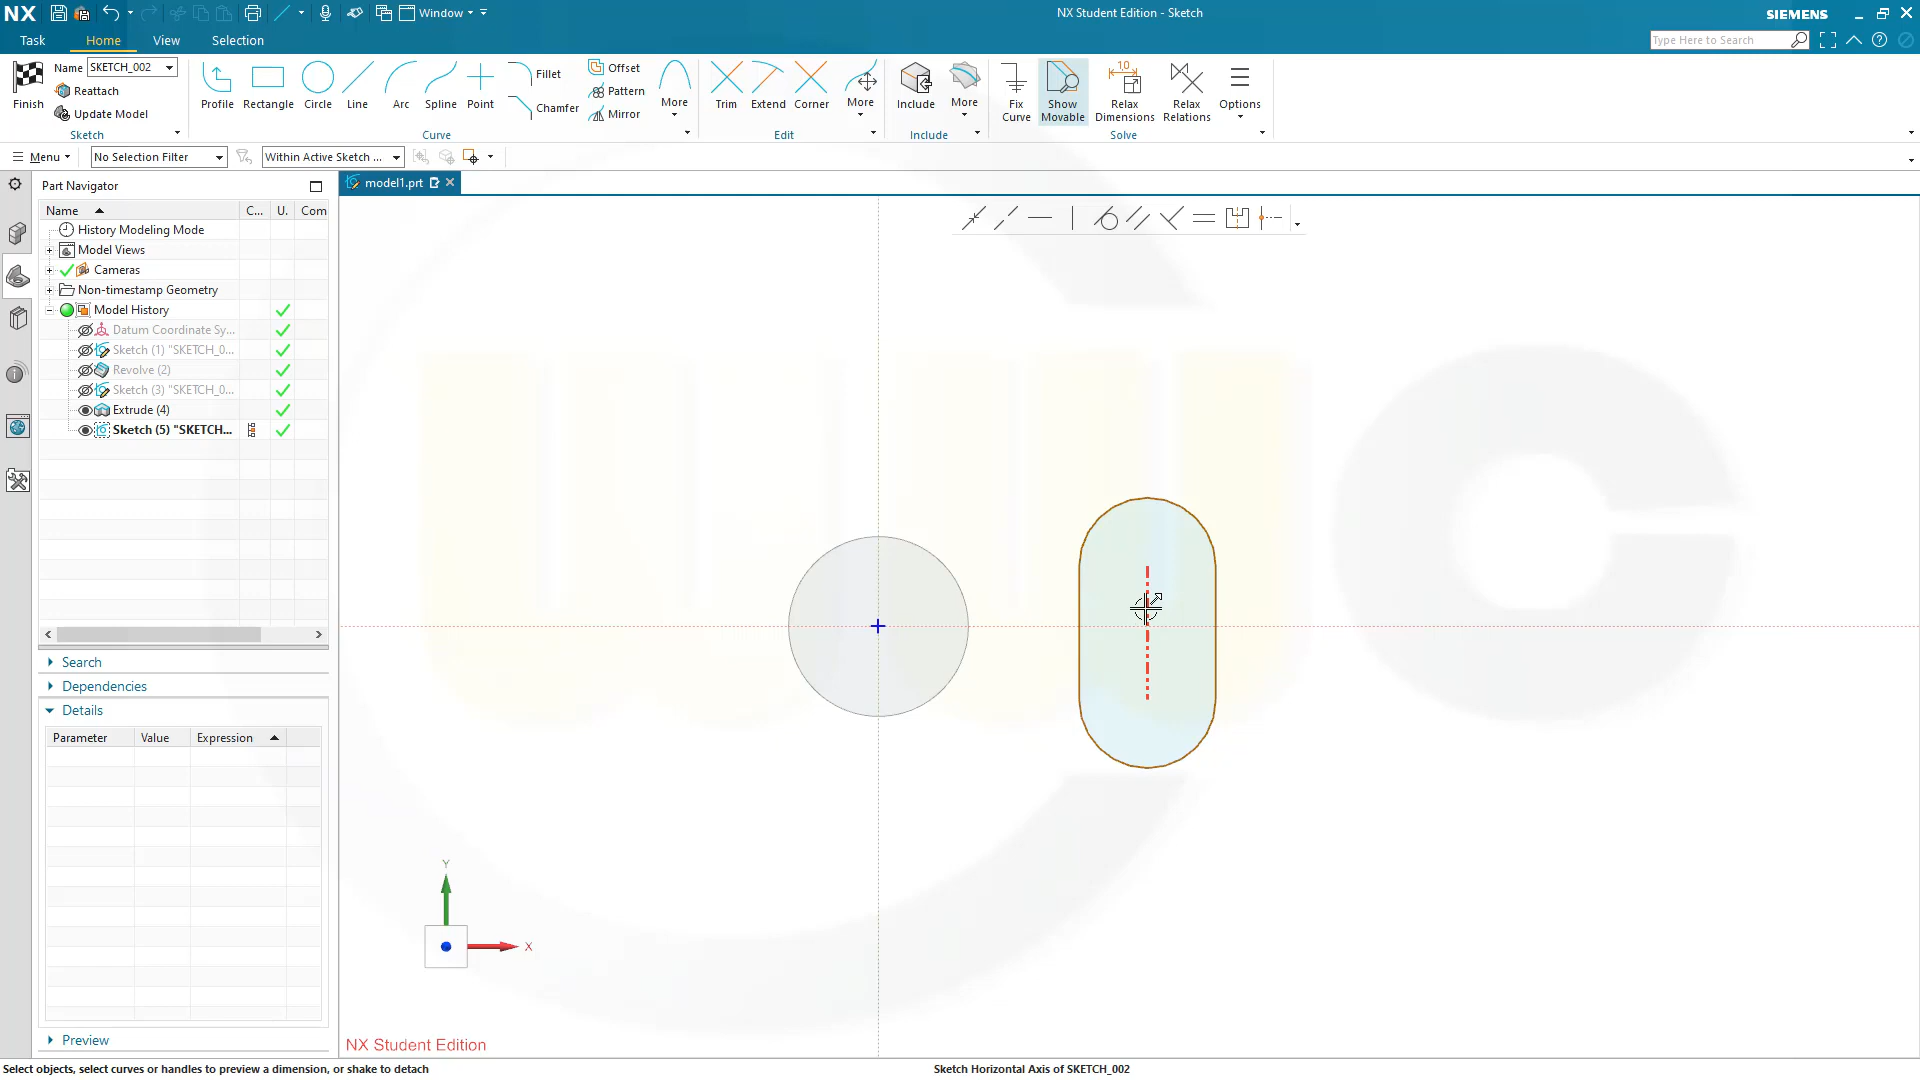 NX
Window
NX Student Edition - Sketch
SIEMENS
Task
Home
View
Selection
Type Here to Search
Finish
Name
SKETCH_002
Reattach
Update Model
Sketch
Profile
Rectangle
Circle
Line
Arc
Spline
Point
Fillet
Chamfer
Offset
Pattern
Mirror
More
Curve
Trim
Extend
Corner
More
Edit
Include
More
Include
Fix Curve
Show Movable
1,0
Relax Dimensions
Relax Relations
Options
Solve
Menu
No Selection Filter
Within Active Sketch ...
Part Navigator
model1.prt
Name
C...
U.
Com
History Modeling Mode
Model Views
Cameras
Non-timestamp Geometry
Model History
Datum Coordinate Sy...
Sketch (1) "SKETCH_0...
Revolve (2)
Sketch (3) "SKETCH_0...
Extrude (4)
Sketch (5) "SKETCH...
Search
Dependencies
Details
Parameter
Value
Expression
Preview
Y
X
NX Student Edition
Select objects, select curves or handles to preview a dimension, or shake to detach
Sketch Horizontal Axis of SKETCH_002